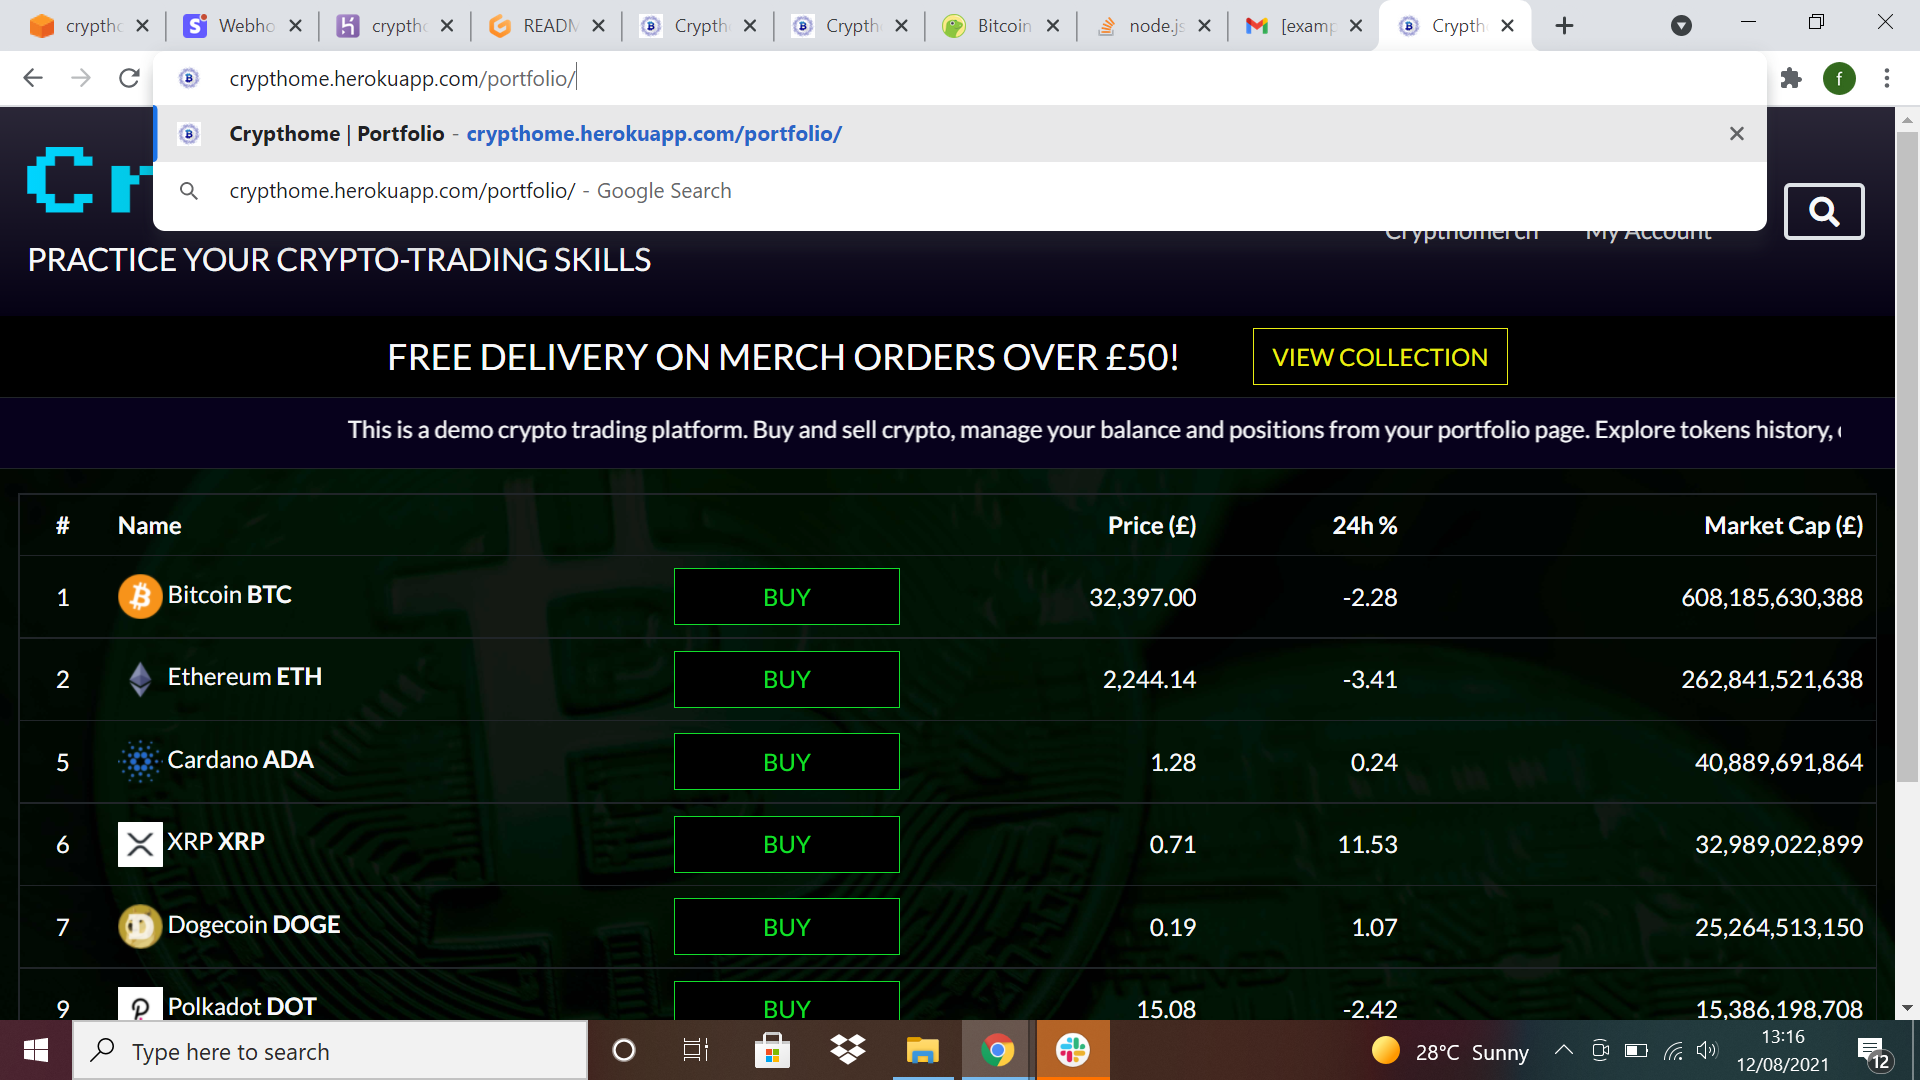 crypthc
Webho
crypthc
READM
Crypth
Crypth
Bitcoin
node.js
[examp
Crypth
crypthome.herokuapp.com/portfolio/
f
Crypthome | Portfolio - crypthome.herokuapp.com/portfolio/
crypthome.herokuapp.com/portfolio/ - Google Search
Cr
Crypthomerch My Account
PRACTICE YOUR CRYPTO-TRADING SKILLS
FREE DELIVERY ON MERCH ORDERS OVER £50! VIEW COLLECTION
This is a demo crypto trading platform. Buy and sell crypto, manage your balance and positions from your portfolio page. Explore tokens history,
# Name Price (£) 24h % Market Cap (£)
1 Bitcoin BTC BUY 32,397.00 -2.28 608,185,630,388
2 Ethereum ETH BUY 2,244.14 -3.41 262,841,521,638
5 Cardano ADA BUY 1.28 0.24 40,889,691,864
6 XRP XRP BUY 0.71 11.53 32,989,022,899
7 Dogecoin DOGE BUY 0.19 1.07 25,264,513,150
9 Polkadot DOT BUY 15.08 -2.42 15,386,198,708
Type here to search
28°C Sunny
13:16
12/08/2021
12